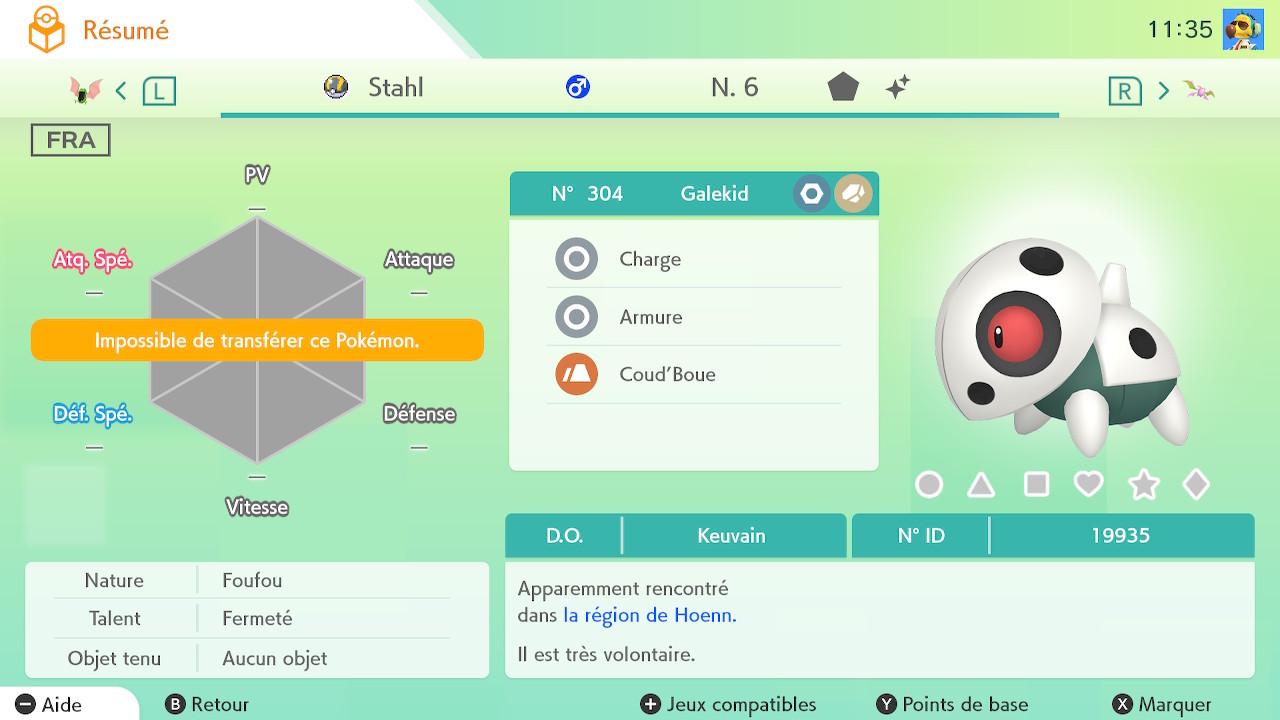 Résumé
11:35
L
Stahl
N. 6
R
FRA
PV
—
Atq. Spé.
—
Attaque
—
Impossible de transférer ce Pokémon.
Déf. Spé.
—
Défense
—
—
Vitesse
N° 304 Galekid
Charge
Armure
Coud'Boue
D.O. Keuvain N° ID 19935
Apparemment rencontré
dans la région de Hoenn.
Il est très volontaire.
Nature Foufou
Talent Fermeté
Objet tenu Aucun objet
Aide
B Retour
Jeux compatibles
Y Points de base
X Marquer